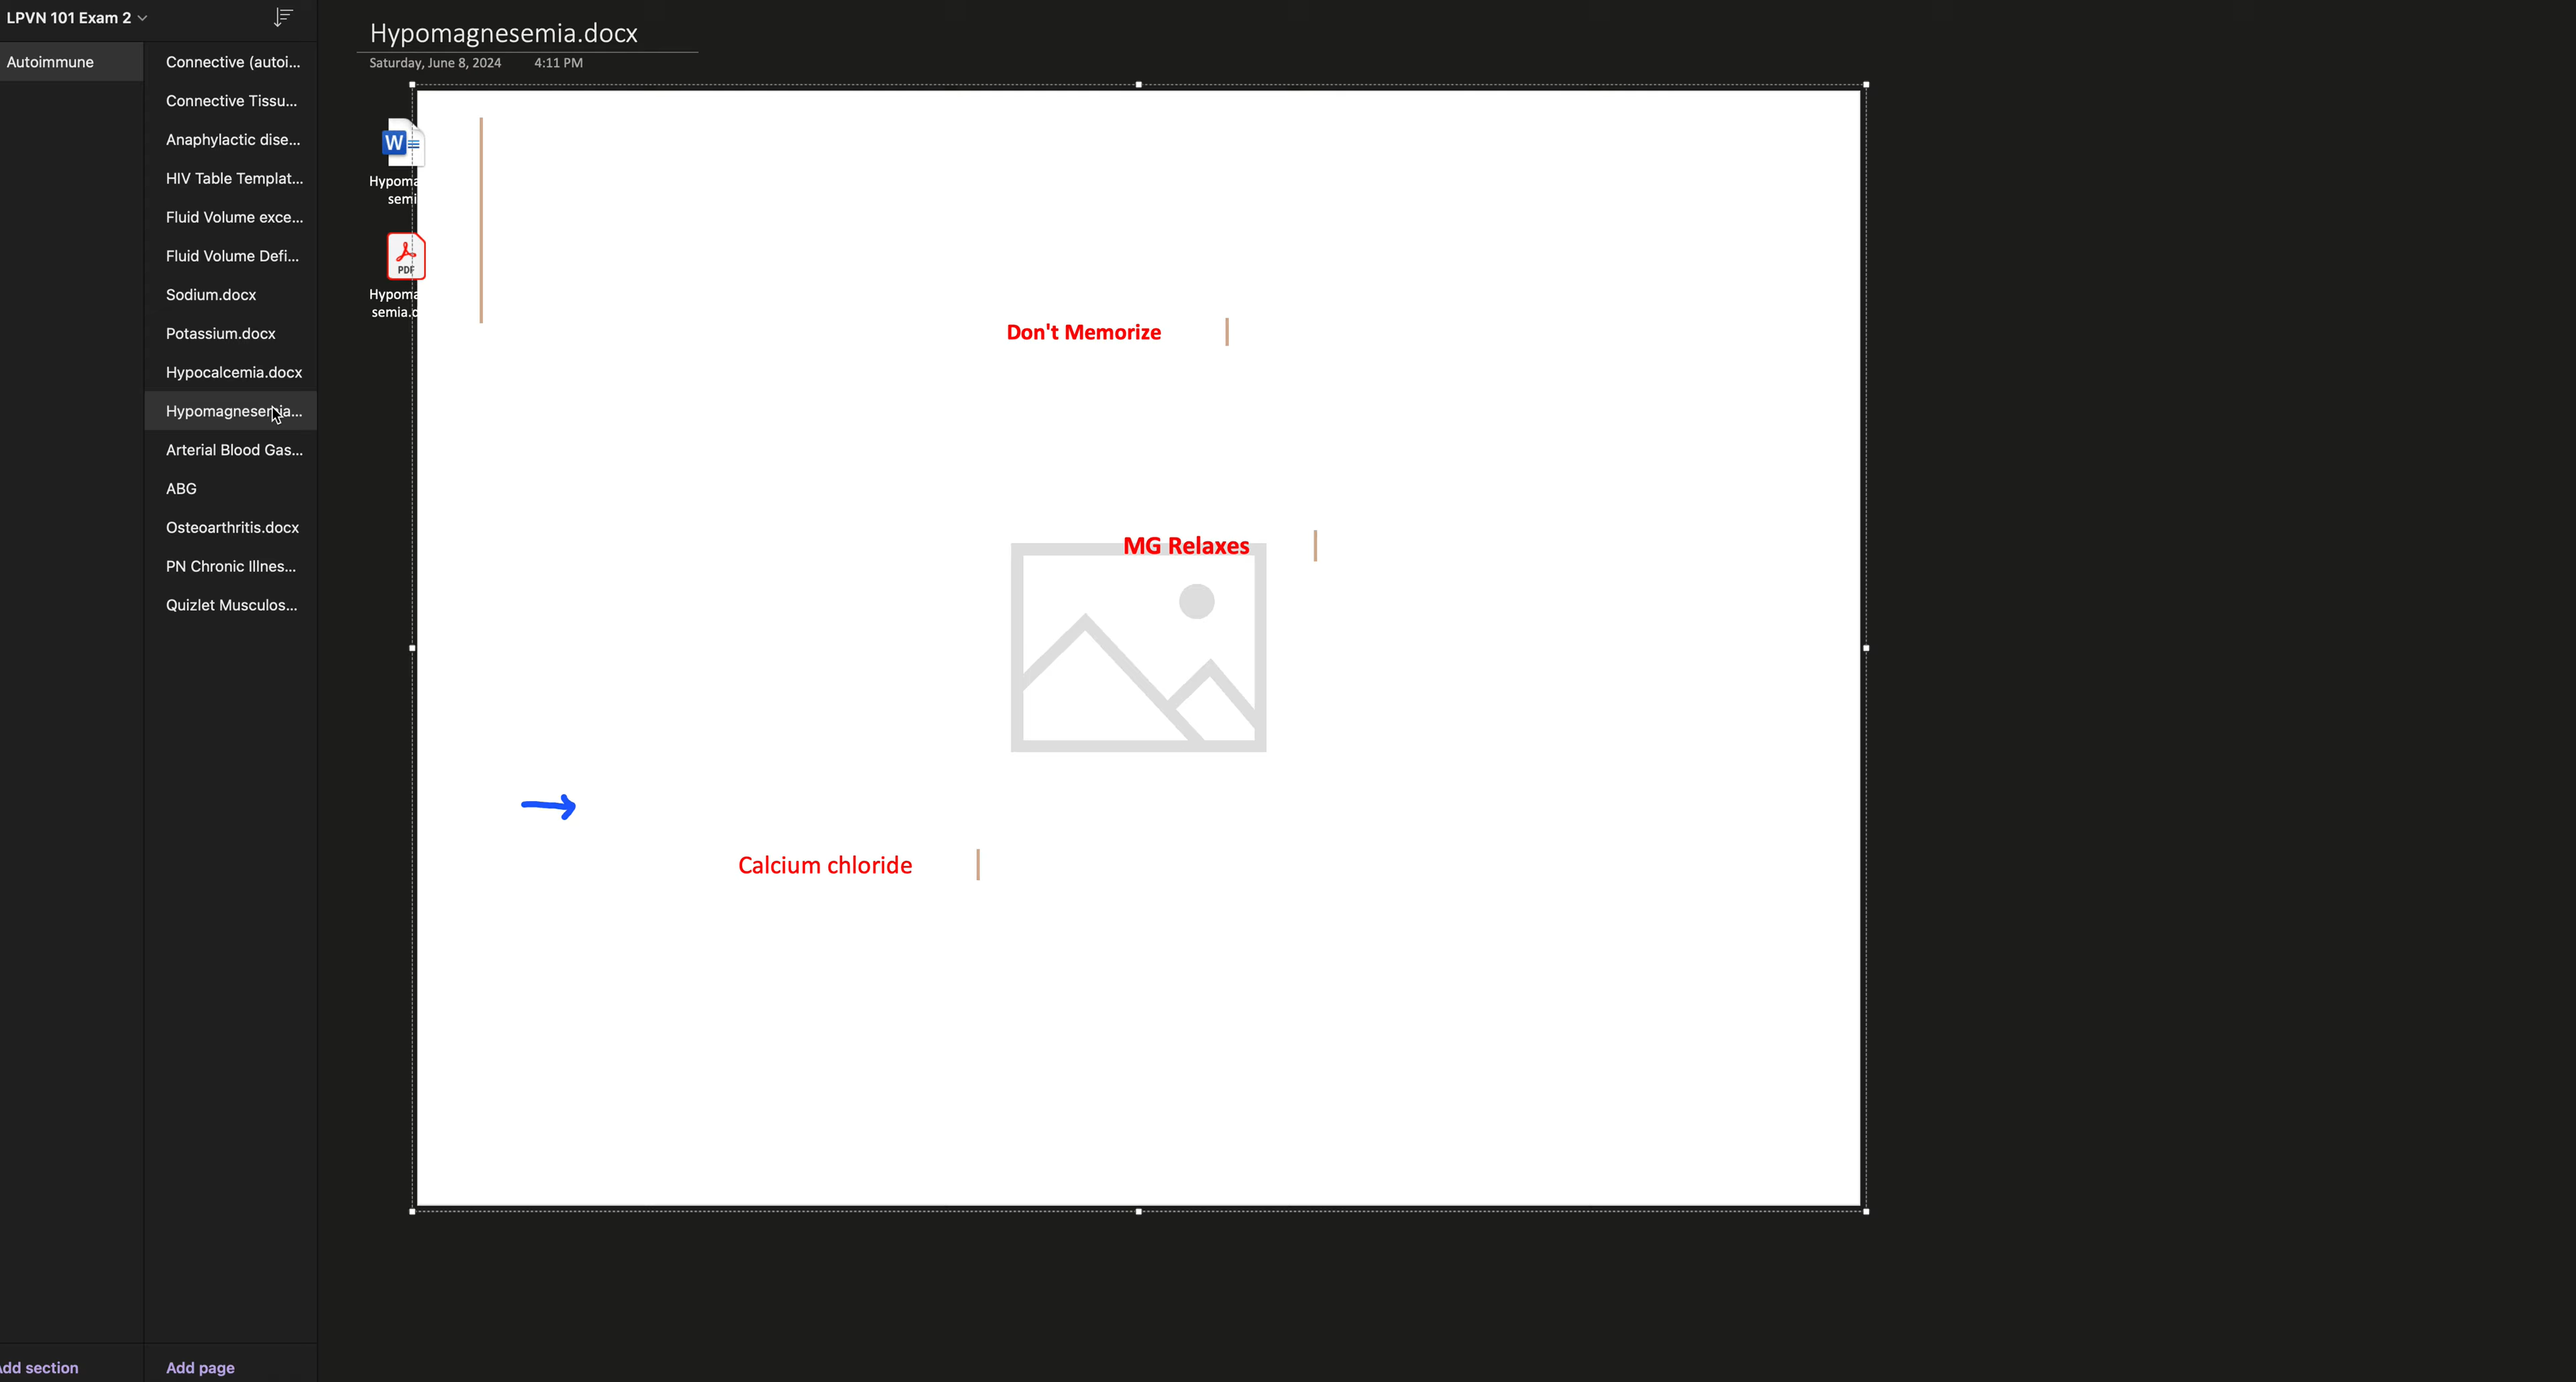 LPVN 101 Exam 2
Autoimmune
Connective (autoi...
Connective Tissu...
Anaphylactic dise...
HIV Table Templat...
Fluid Volume exce...
Fluid Volume Defi...
Sodium.docx
Potassium.docx
Hypocalcemia.docx
Hypomagnesemia...
Arterial Blood Gas...
ABG
Osteoarthritis.docx
PN Chronic Illnes...
Quizlet Musculos...
dd section
Add page
Hypomagnesemia.docx
Saturday, June 8, 2024 4:11 PM
W
Hypoma
semi
PDF
Hypoma
semia.
Don't Memorize
MG Relaxes
Calcium chloride